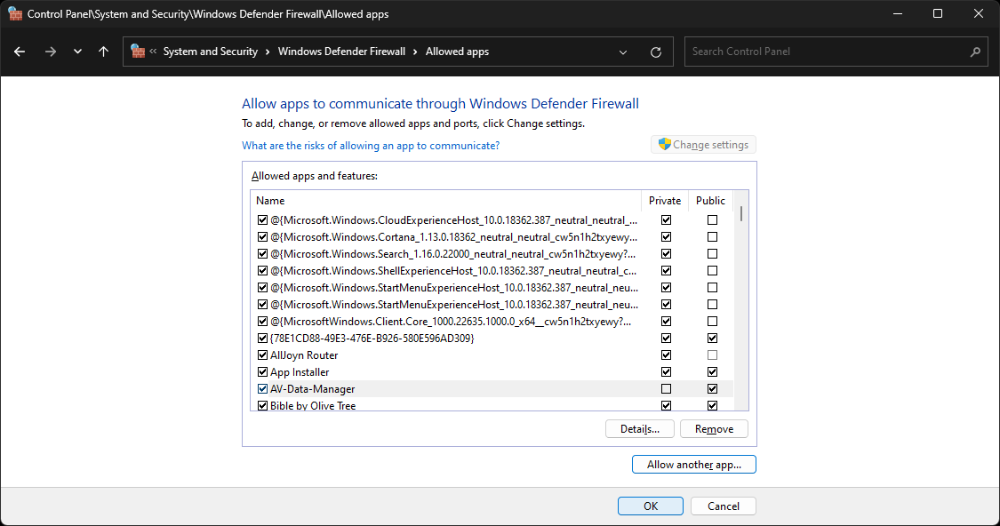 Control Panel\System and Security\Windows Defender Firewall\Allowed apps
« System and Security › Windows Defender Firewall › Allowed apps
Search Control Panel
Allow apps to communicate through Windows Defender Firewall
To add, change, or remove allowed apps and ports, click Change settings.
What are the risks of allowing an app to communicate?
Change settings
Allowed apps and features:
Name Private Public
@{Microsoft.Windows.CloudExperienceHost_10.0.18362.387_neutral_neutral_...
@{Microsoft.Windows.Cortana_1.13.0.18362_neutral_neutral_cw5n1h2txyewy...
@{Microsoft.Windows.Search_1.16.0.22000_neutral_neutral_cw5n1h2txyewy?...
@{Microsoft.Windows.ShellExperienceHost_10.0.18362.387_neutral_neutral_c...
@{Microsoft.Windows.StartMenuExperienceHost_10.0.18362.387_neutral_neu...
@{Microsoft.Windows.StartMenuExperienceHost_10.0.18362.387_neutral_neu...
@{MicrosoftWindows.Client.Core_1000.22635.1000.0_x64__cw5n1h2txyewy?...
{78E1CD88-49E3-476E-B926-580E596AD309}
AllJoyn Router
App Installer
AV-Data-Manager
Bible by Olive Tree
Details... Remove
Allow another app...
OK Cancel